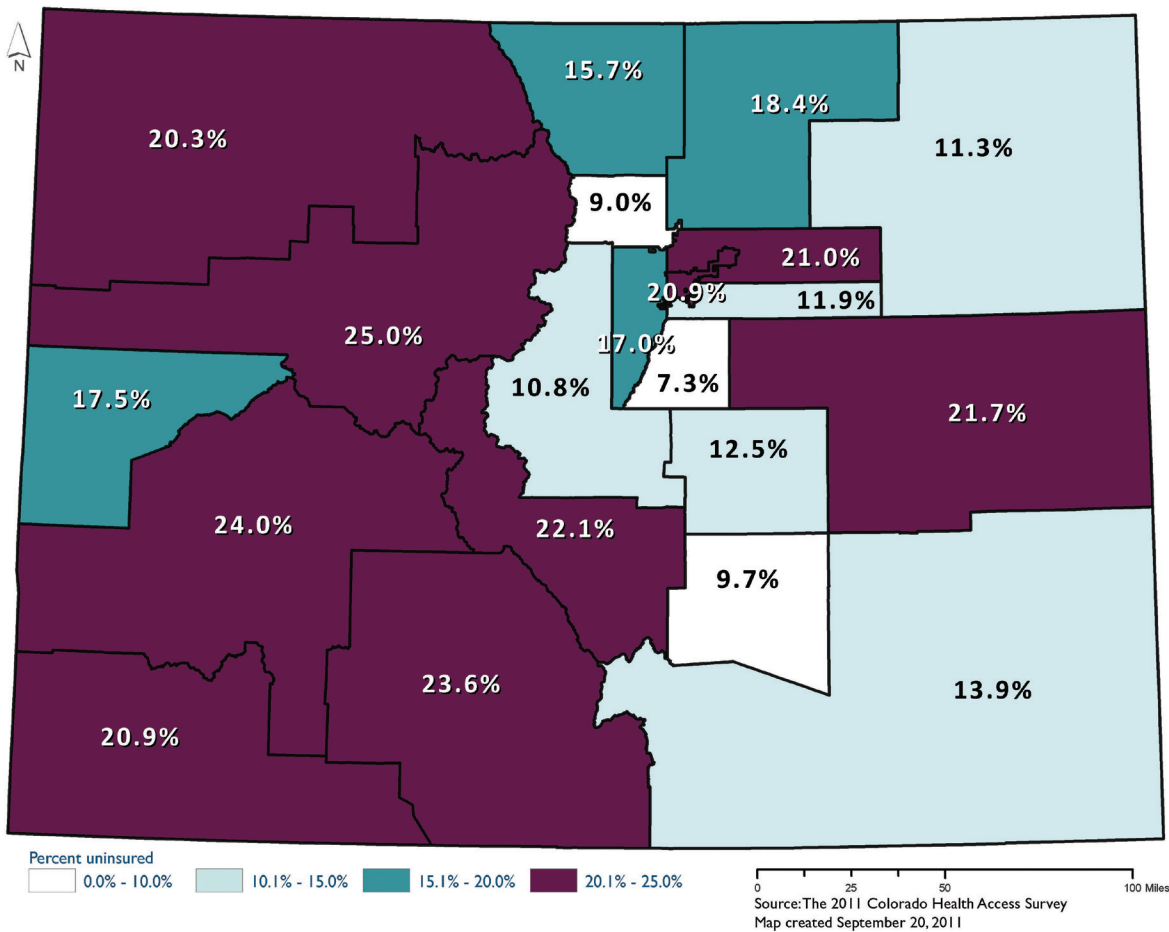 N
15.7%
18.4%
20.3%
11.3%
9.0%
21.0%
20.9%
11.9%
25.0%
17.0%
10.8%
7.3%
17.5%
21.7%
12.5%
24.0%
22.1%
9.7%
23.6%
13.9%
20.9%
Percent uninsured
0.0% - 10.0%
10.1% - 15.0%
15.1% - 20.0%
20.1% - 25.0%
0 25 50 100 Miles
Source:The 2011 Colorado Health Access Survey
Map created September 20, 2011